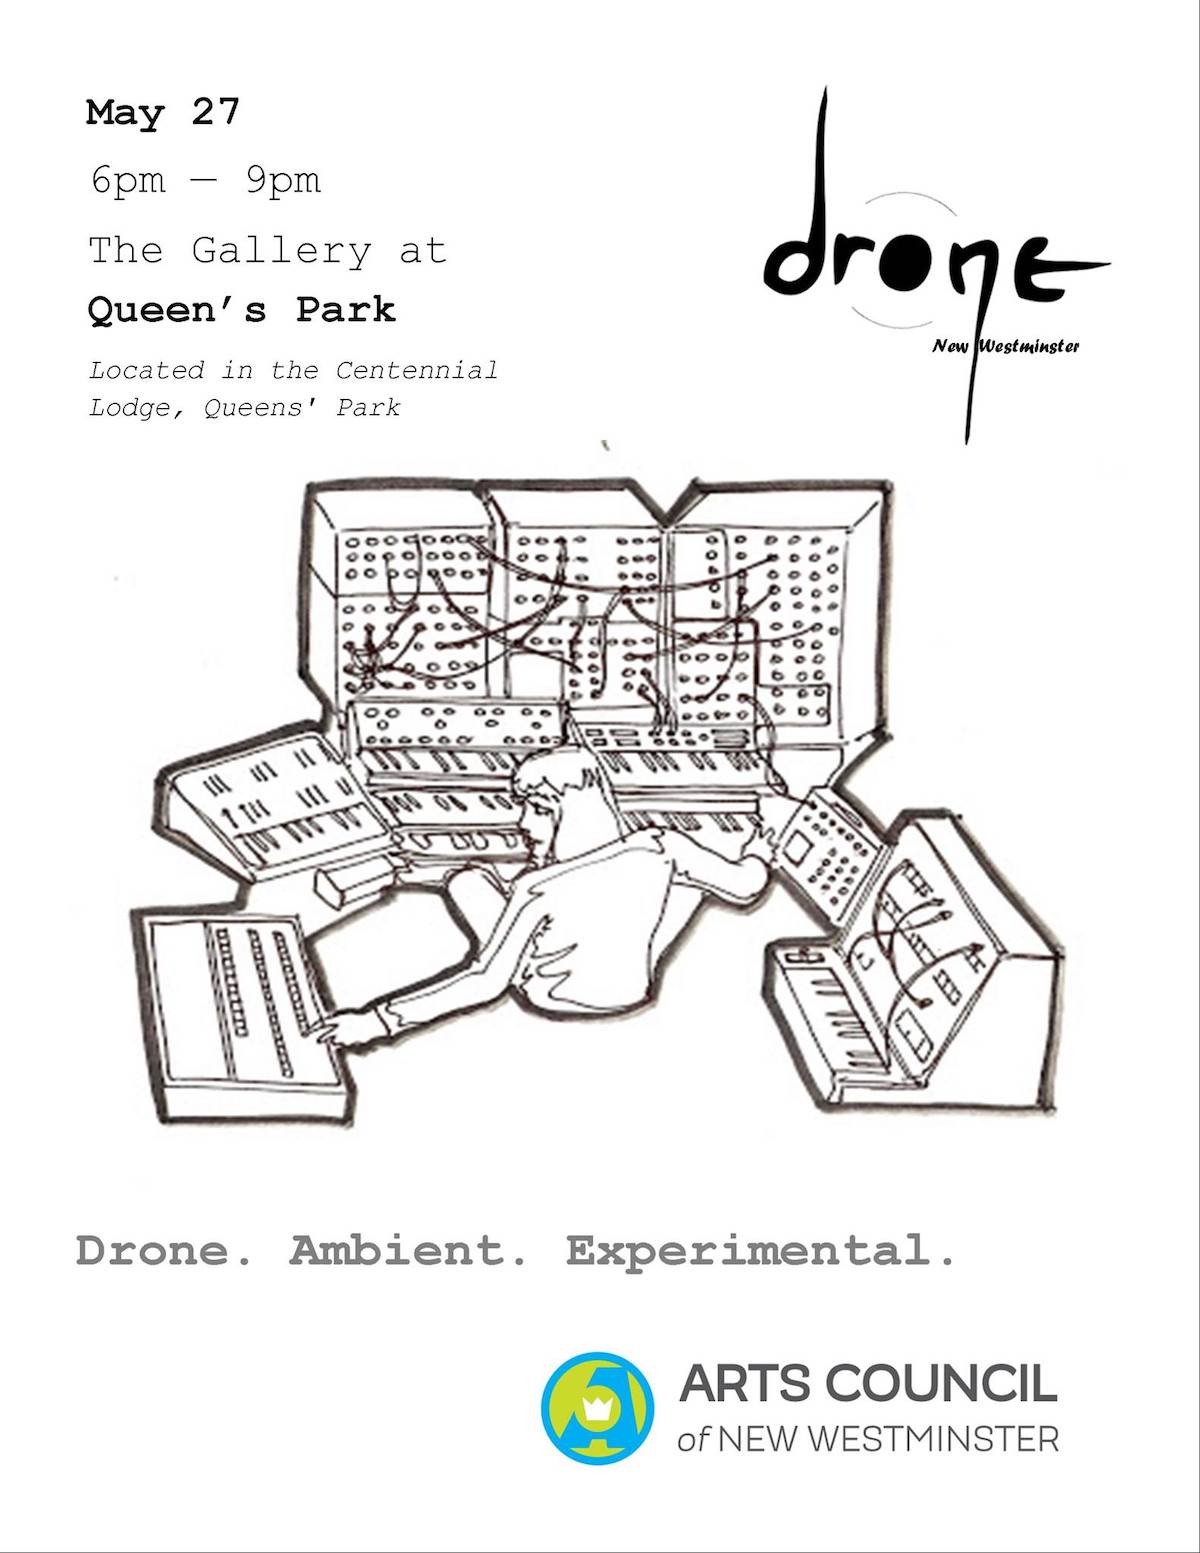 May 27
6pm — 9pm
The Gallery at
Queen’s Park
Located in the Centennial
Lodge, Queens' Park
drone
New Westminster
Drone. Ambient. Experimental.
ARTS COUNCIL
of NEW WESTMINSTER